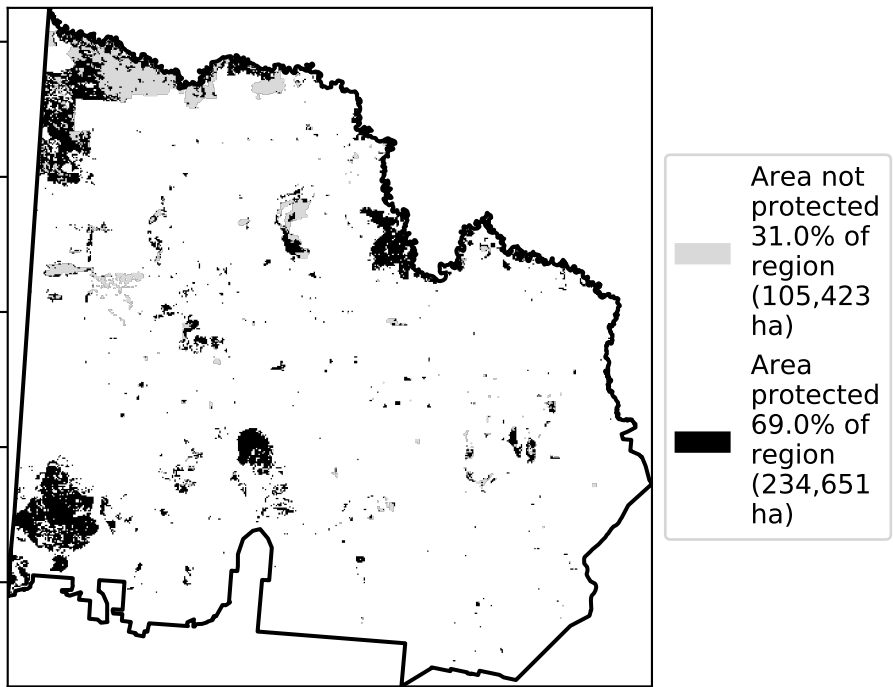 Area not
protected
31.0% of
region
(105,423
ha)
Area
protected
69.0% of
region
(234,651
ha)